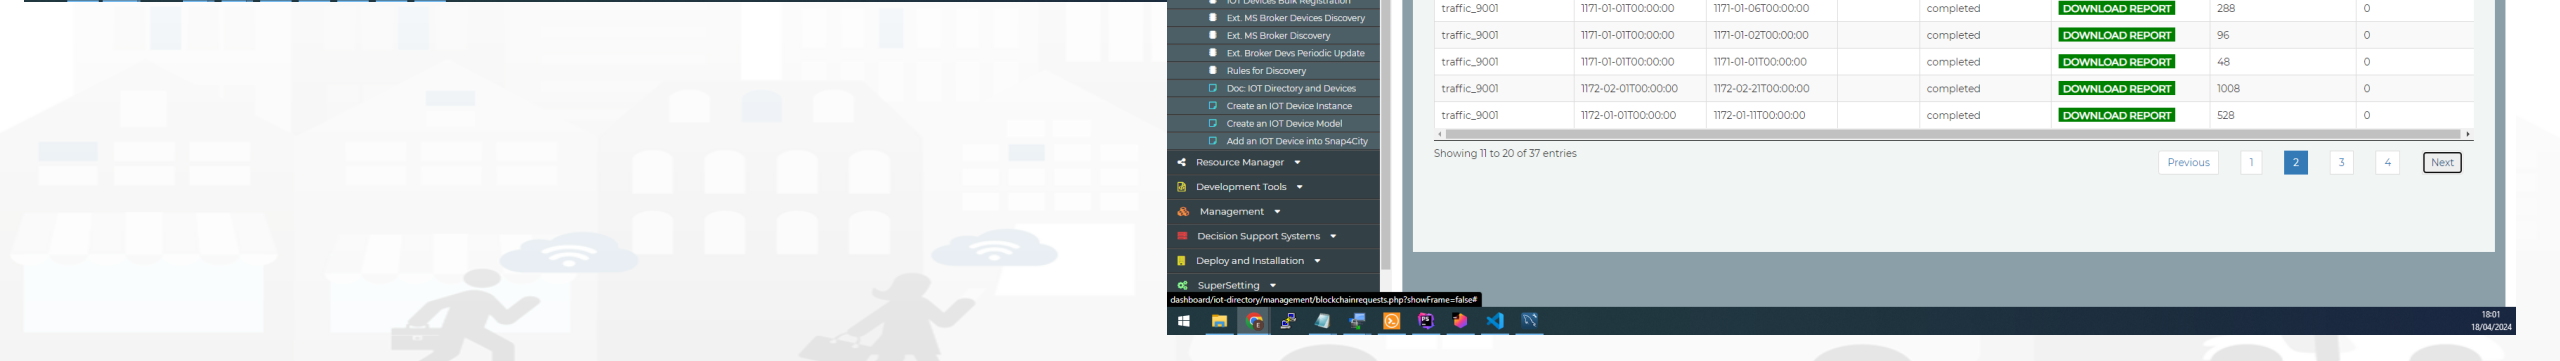 IOT Devices Bulk Registration
Ext. MS Broker Devices Discovery
Ext. MS Broker Discovery
Ext. Broker Devs Periodic Update
Rules for Discovery
Doc: IOT Directory and Devices
Create an IOT Device Instance
Create an IOT Device Model
Add an IOT Device into Snap4City
Resource Manager
Development Tools
Management
Decision Support Systems
Deploy and Installation
SuperSetting
dashboard/iot-directory/management/blockchainrequests.php?showFrame=false#
traffic_9001 1171-01-01T00:00:00 1171-01-06T00:00:00 completed DOWNLOAD REPORT 288 0
traffic_9001 1171-01-01T00:00:00 1171-01-02T00:00:00 completed DOWNLOAD REPORT 96 0
traffic_9001 1171-01-01T00:00:00 1171-01-01T00:00:00 completed DOWNLOAD REPORT 48 0
traffic_9001 1172-02-01T00:00:00 1172-02-21T00:00:00 completed DOWNLOAD REPORT 1008 0
traffic_9001 1172-01-01T00:00:00 1172-01-11T00:00:00 completed DOWNLOAD REPORT 528 0
Showing 11 to 20 of 37 entries
Previous 1 2 3 4 Next
18:01
18/04/2024